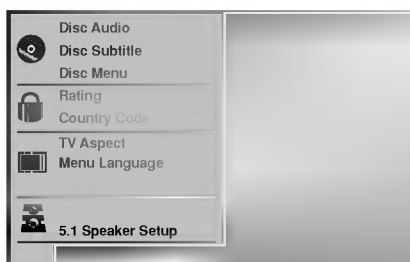 Disc Audio
Disc Subtitle
Disc Menu
Rating
Country Code
TV Aspect
Menu Language
5.1 Speaker Setup